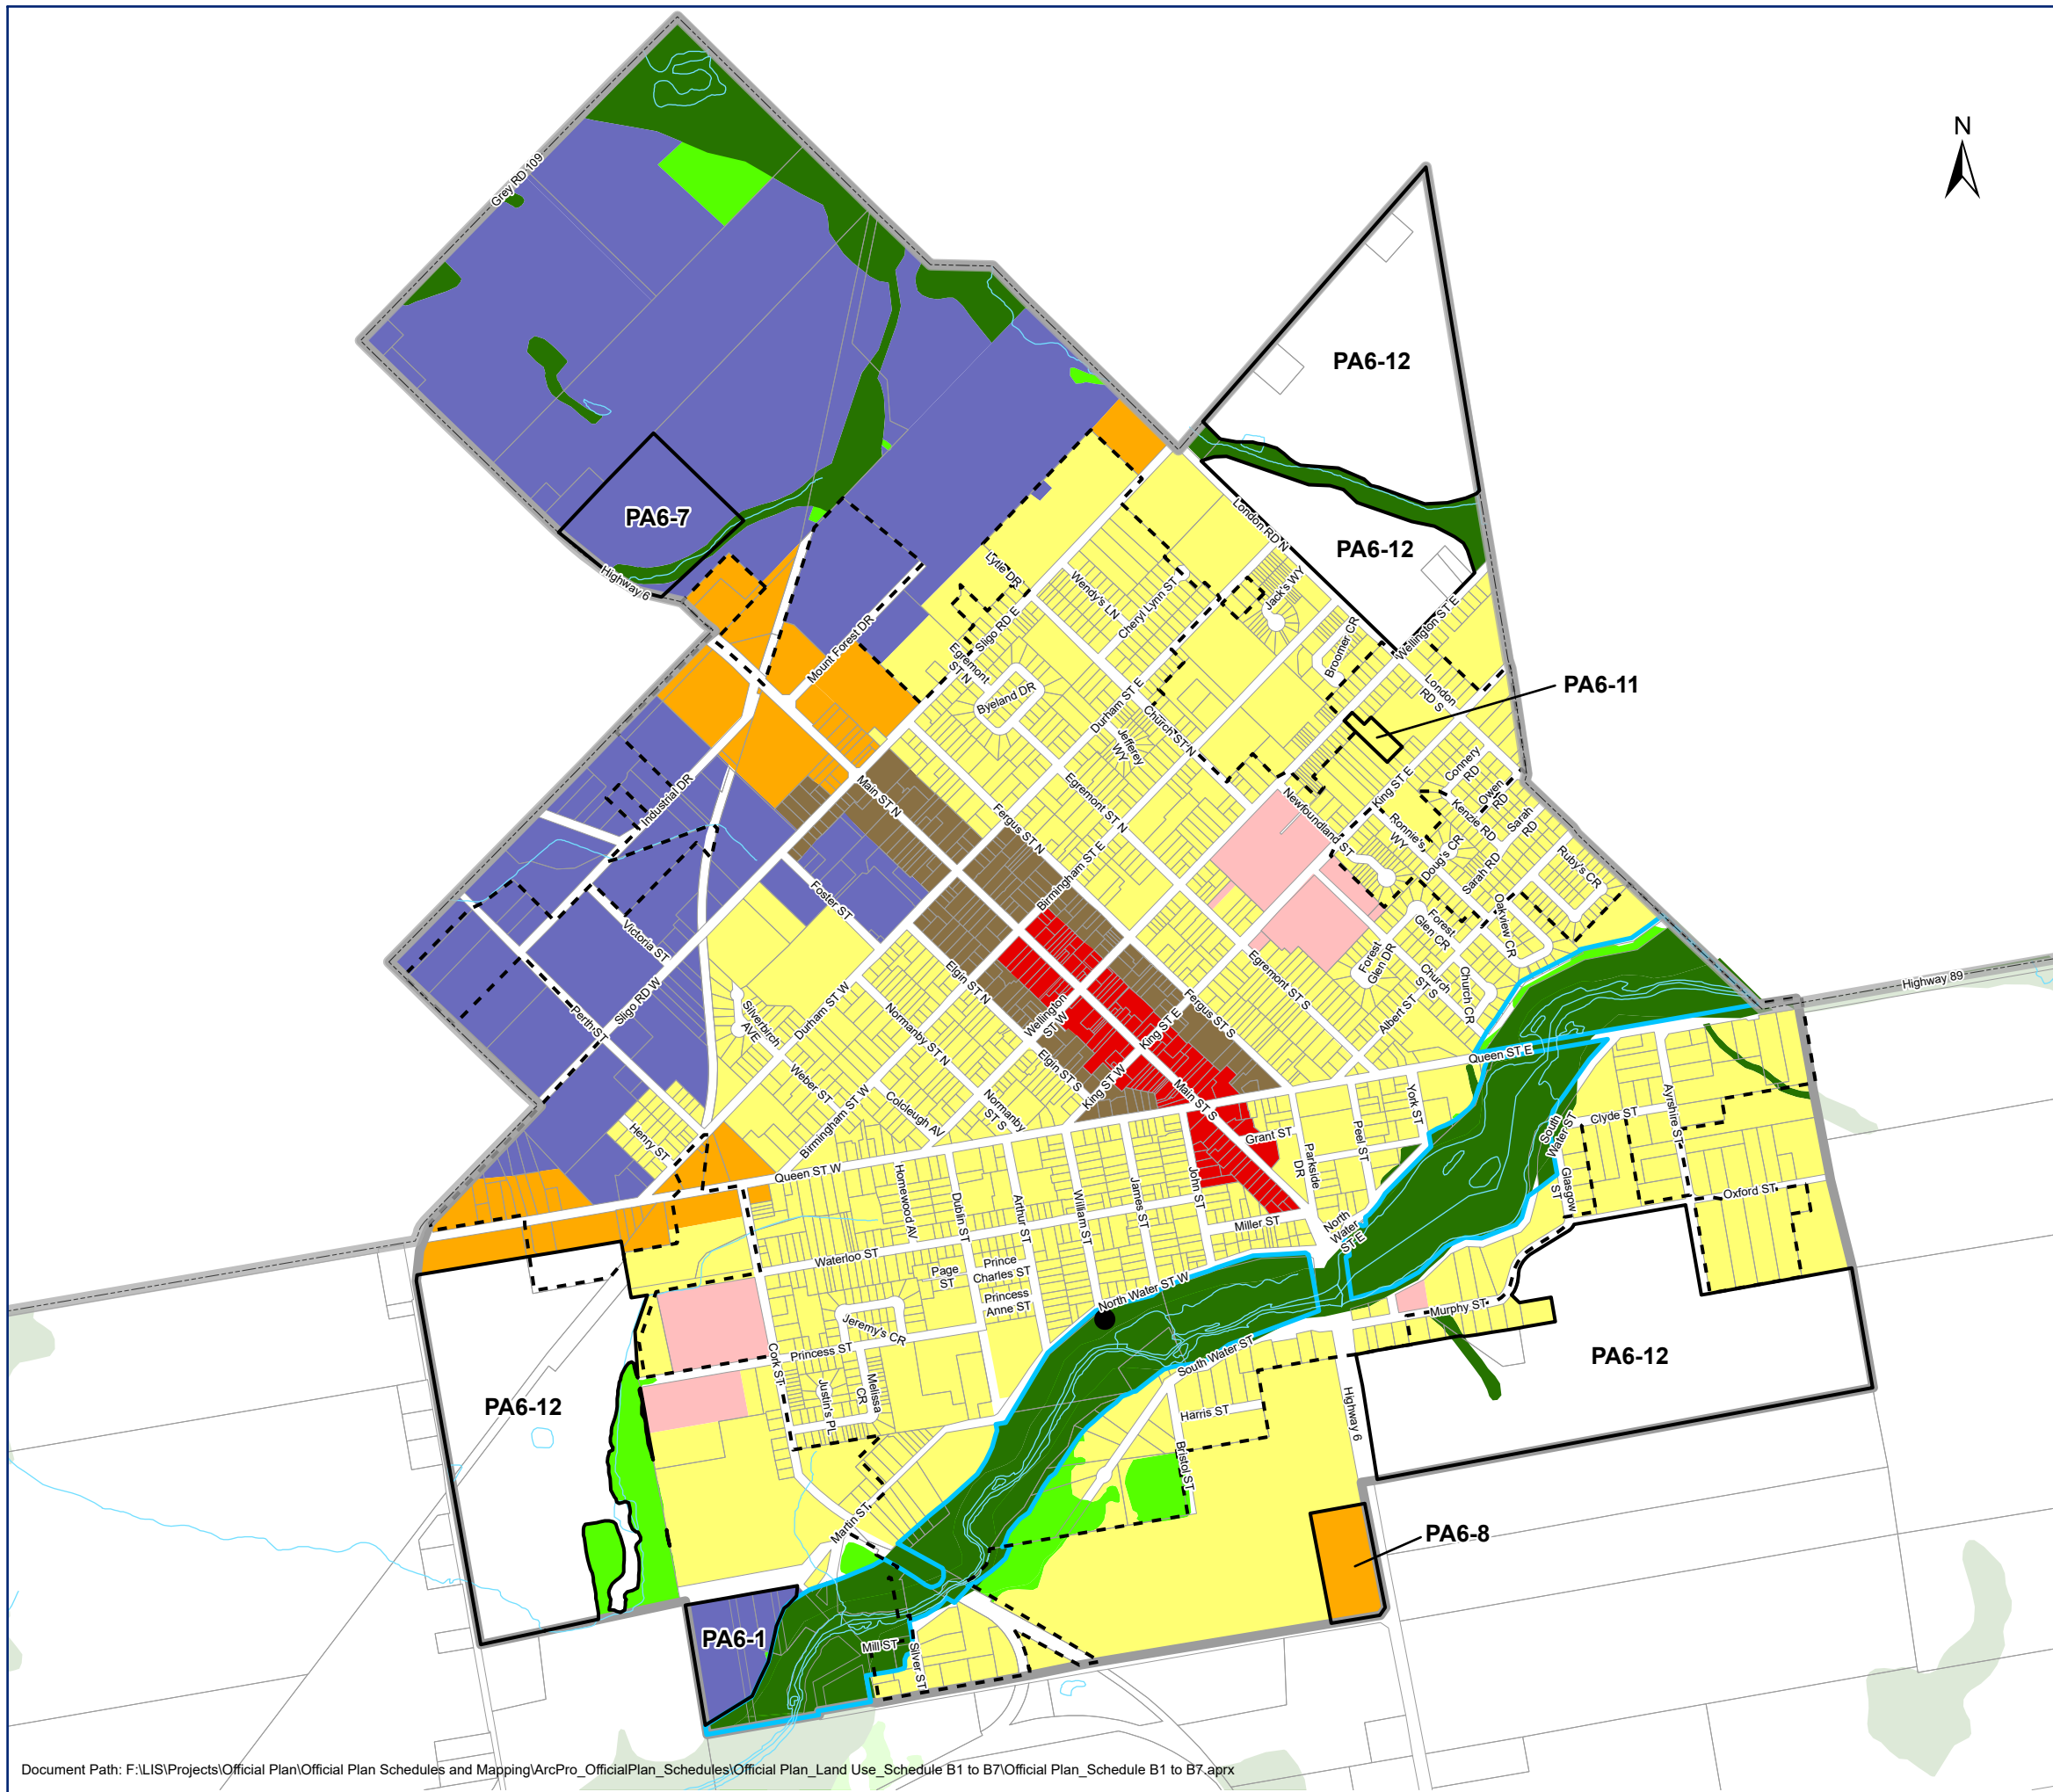 N
Grey RD 109
PA6-12
PA6-7
Highway 6
PA6-12
London RD N
Lytle DR
Wendy's LN
Cheryl Lynn ST
Jack's WY
Sligo RD E
Broomer CR
Wellington ST E
Mount Forest DR
Egremont
ST N
Byeland DR
Durham ST E
Church ST N
London
RD S
PA6-11
Jefferey
WY
Industrial DR
Main ST N
Egremont ST N
Fergus ST N
Newfoundland ST
King ST E
Connery
RD
Owen
RD
Kenzie RD
Sarah
RD
Ronnie's
WY
Doug's CR
Sarah RD
Ruby's CR
Birmingham ST E
Foster ST
Victoria ST
Oakview CR
Forest
Glen CR
Forest
Glen DR
Elgin ST N
Egremont ST S
Church
ST S
Church CR
Highway 89
Sligo RD W
Perth ST
Silverbirch
AVE
Durham ST W
Normanby ST N
Wellington
ST W
King ST E
Fergus ST S
Albert ST
Queen ST E
Weber ST
Elgin ST S
King ST W
Main ST S
York ST
Ayrshire ST
Clyde ST
South
Water ST
Birmingham ST W
Colcleugh AV
Normanby
ST S
Henry ST
Grant ST
Peel ST
Parkside
DR
Queen ST W
Homewood AV
Dublin ST
Arthur ST
William ST
James ST
John ST
Glasgow
ST
Oxford ST
Miller ST
North
Water
ST E
Waterloo ST
Page
ST
Prince
Charles ST
Princess
Anne ST
North Water ST W
Murphy ST
Jeremy's CR
Princess ST
Cork ST
South Water ST
PA6-12
Justin's PL
Melissa
CR
PA6-12
Harris ST
Highway 6
Bristol ST
Martin ST
PA6-8
PA6-1
Mill ST
Silver ST
Document Path: F:\LIS\Projects\Official Plan\Official Plan Schedules and Mapping\ArcPro_OfficialPlan_Schedules\Official Plan_Land Use_Schedule B1 to B7\Official Plan_Schedule B1 to B7.aprx